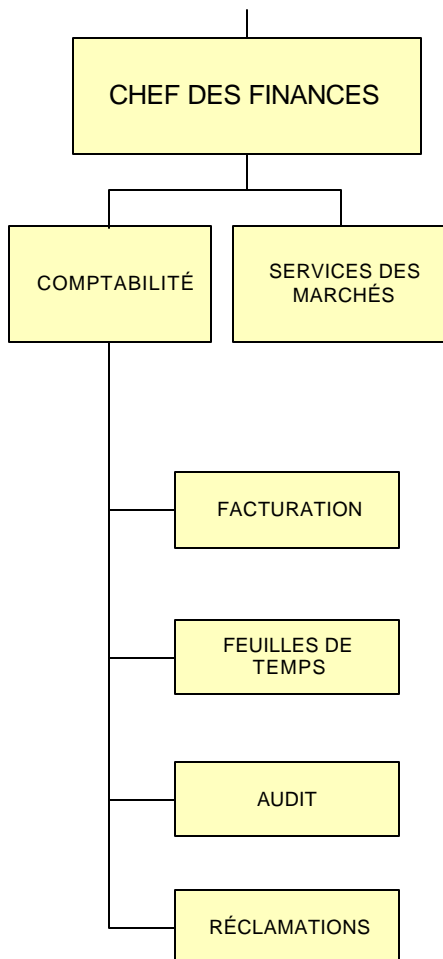 CHEF DES FINANCES
COMPTABILITÉ
SERVICES DES
MARCHÉS
FACTURATION
FEUILLES DE
TEMPS
AUDIT
RÉCLAMATIONS